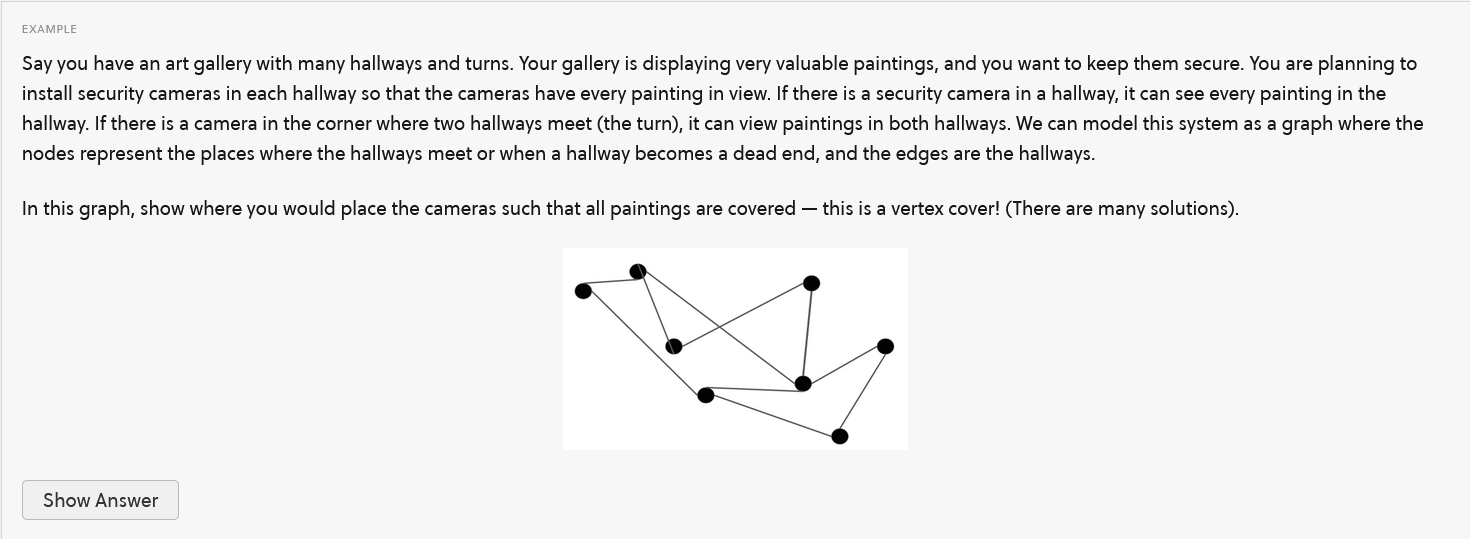 EXAMPLE
Say you have an art gallery with many hallways and turns. Your gallery is displaying very valuable paintings, and you want to keep them secure. You are planning to
install security cameras in each hallway so that the cameras have every painting in view. If there is a security camera in a hallway, it can see every painting in the
hallway. If there is a camera in the corner where two hallways meet (the turn), it can view paintings in both hallways. We can model this system as a graph where the
nodes represent the places where the hallways meet or when a hallway becomes a dead end, and the edges are the hallways.
In this graph, show where you would place the cameras such that all paintings are covered — this is a vertex cover! (There are many solutions).
Show Answer